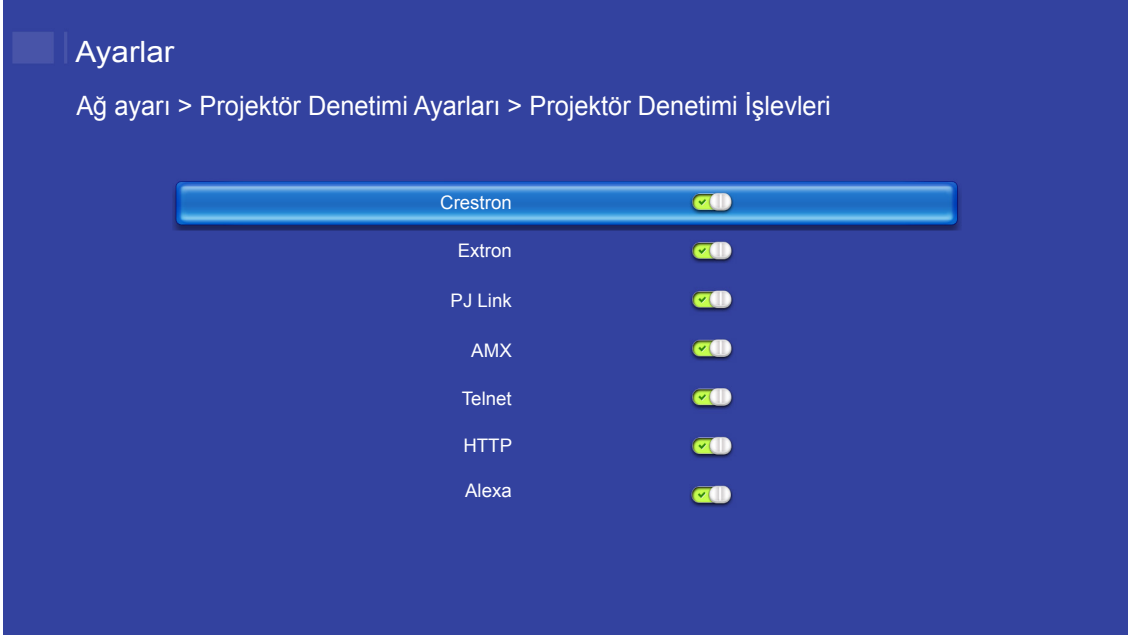 Ayarlar
Ağ ayarı > Projektör Denetimi Ayarları > Projektör Denetimi İşlevleri
Crestron
Extron
PJ Link
AMX
Telnet
HTTP
Alexa